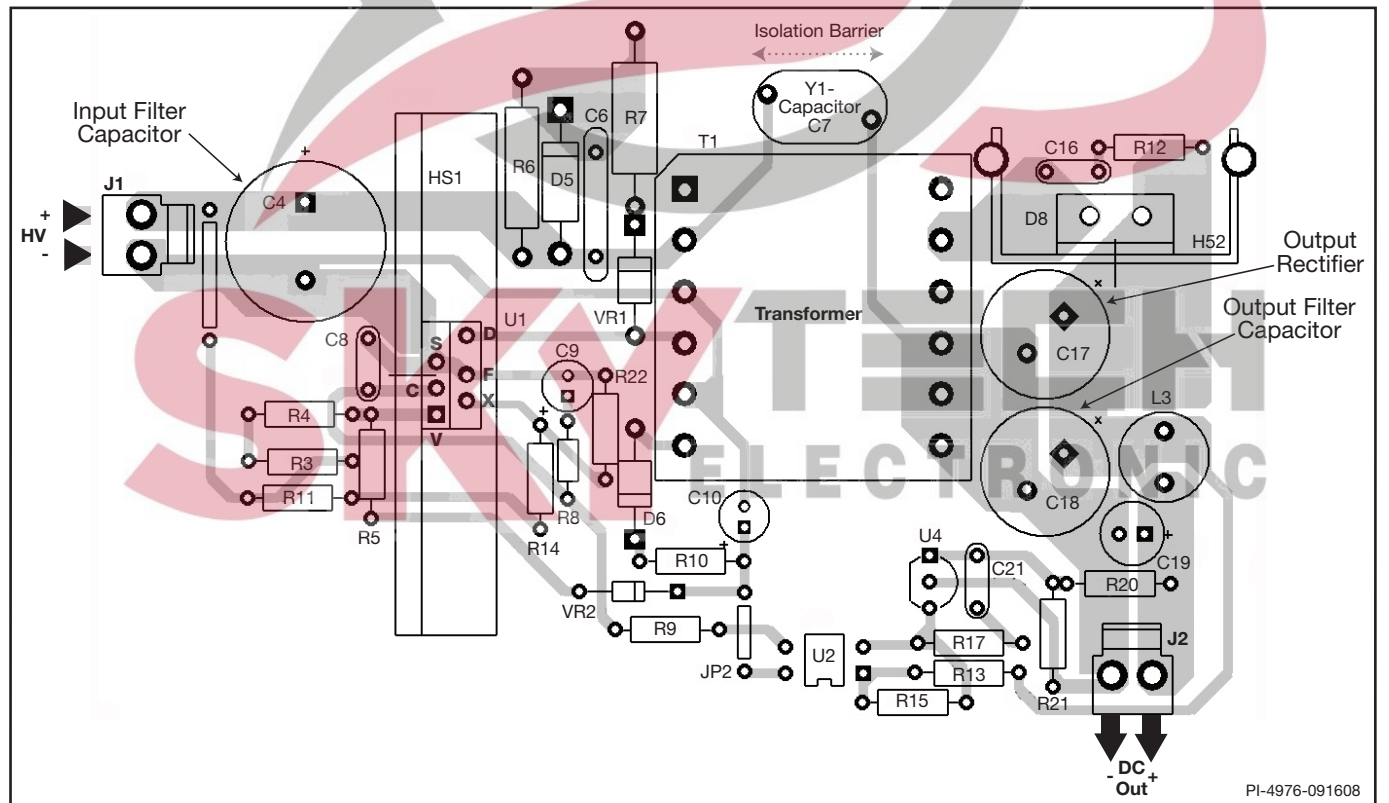 Isolation Barrier
Y1-
Capacitor
C7
Input Filter
Capacitor
J1
+
HV
-
+
C4
HS1
R6
D5
C6
R7
T1
C16
R12
D8
H52
Output
Rectifier
Output Filter
Capacitor
VR1
Transformer
U1
C8
S
D
C
F
X
V
C9
R22
+
C17
L3
R4
R3
R11
R5
R14
R8
D6
C10
+
R10
C18
U4
C21
C19
+
R20
VR2
R9
JP2
U2
R17
R13
R15
R21
J2
- DC +
Out
SKYTECH
ELECTRONIC
PI-4976-091608